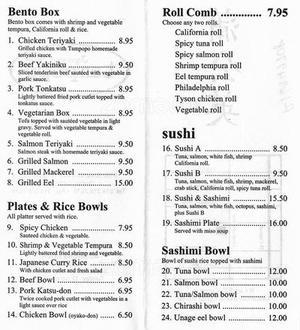 Bento Box
Bento box comes with shrimp and vegetable
tempura, California roll & rice.
1. Chicken Teriyaki ........ 8.95
Grilled chicken with Tampopo homemade
teriyaki sauce.
2. Beef Yakiniku ............ 9.50
Sliced tenderloin beef sautéed with vegetable in
garlic sauce.
3. Pork Tonkatsu ............ 8.95
Lightly buttered fried pork cutlet topped with
tonkatsu sauce.
4. Vegetarian Box ........... 8.95
Tofu topped with sautéed vegetable in light
gravy. Served with vegetable tempura &
vegetable roll.
5. Salmon Teriyaki .......... 9.50
Salmon steak with homemade teriyaki sauce.
6. Grilled Salmon ........... 9.50
7. Grilled Mackerel ......... 9.50
8. Grilled Eel .............. 15.00
Plates & Rice Bowls
All platter served with rice.
9. Spicy Chicken ............ 7.95
Sauteed chicken & vegetable.
10. Shrimp & Vegetable Tempura 8.50
Lightly battered fried shrimp & vegetables.
11. Japanese Curry Rice ..... 8.50
With chicken cutlet and fresh salad
12. Beef Bowl ............... 6.95
13. Pork Katsu-don .......... 6.95
Twice cooked pork cutlet with vegetables in a
light sauce over rice
14. Chicken Bowl (oyako-don) .. 6.50
Roll Comb .............. 7.95
Choose any two rolls.
California roll
Spicy tuna roll
Spicy salmon roll
Shrimp tempura roll
Eel tempura roll
Philadelphia roll
Tyson chicken roll
Vegetable roll
sushi
16. Sushi A ................. 8.50
Tuna, salmon, white fish, shrimp
California roll.
17. Sushi B ................. 9.50
Tuna, salmon, white fish, shrimp, mackerel,
crab stick, California roll, spicy tuna roll.
18. Sushi & Sashimi ......... 15.50
Tuna, salmon, white fish, octopus, sashimi,
plus Sushi B
19. Sashimi Plate ........... 16.00
Served with miso soup
Sashimi Bowl
Bowl of sushi rice topped with sashimi
20. Tuna bowl ............... 12.00
21. Salmon bowl ............. 10.00
22. Tuna/Salmon bowl ........ 11.00
23. Chirashi bowl ........... 10.00
24. Unage eel bowl .......... 12.00